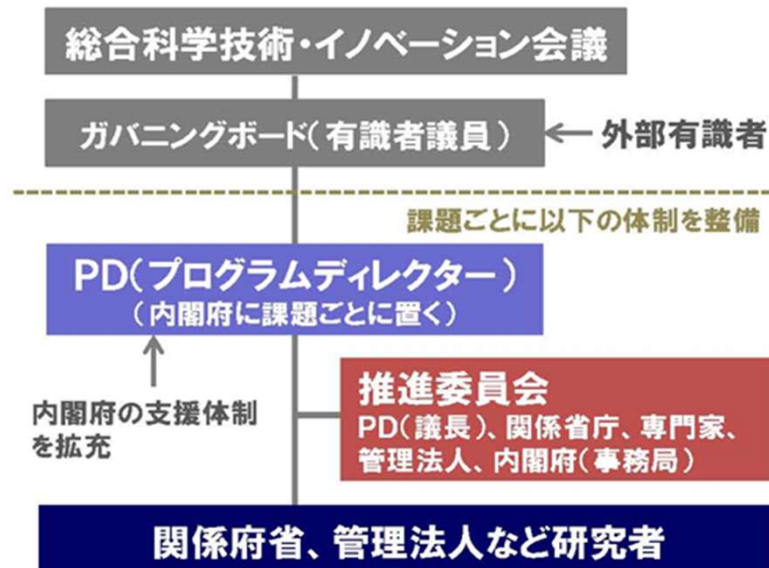 総合科学技術・イノベーション会議
ガバニングボード(有識者議員)
外部有識者
課題ごとに以下の体制を整備
PD(プログラムディレクター)
(内閣府に課題ごとに置く)
内閣府の支援体制
を拡充
推進委員会
PD(議長)、関係省庁、専門家、
管理法人、内閣府(事務局)
関係府省、管理法人など研究者